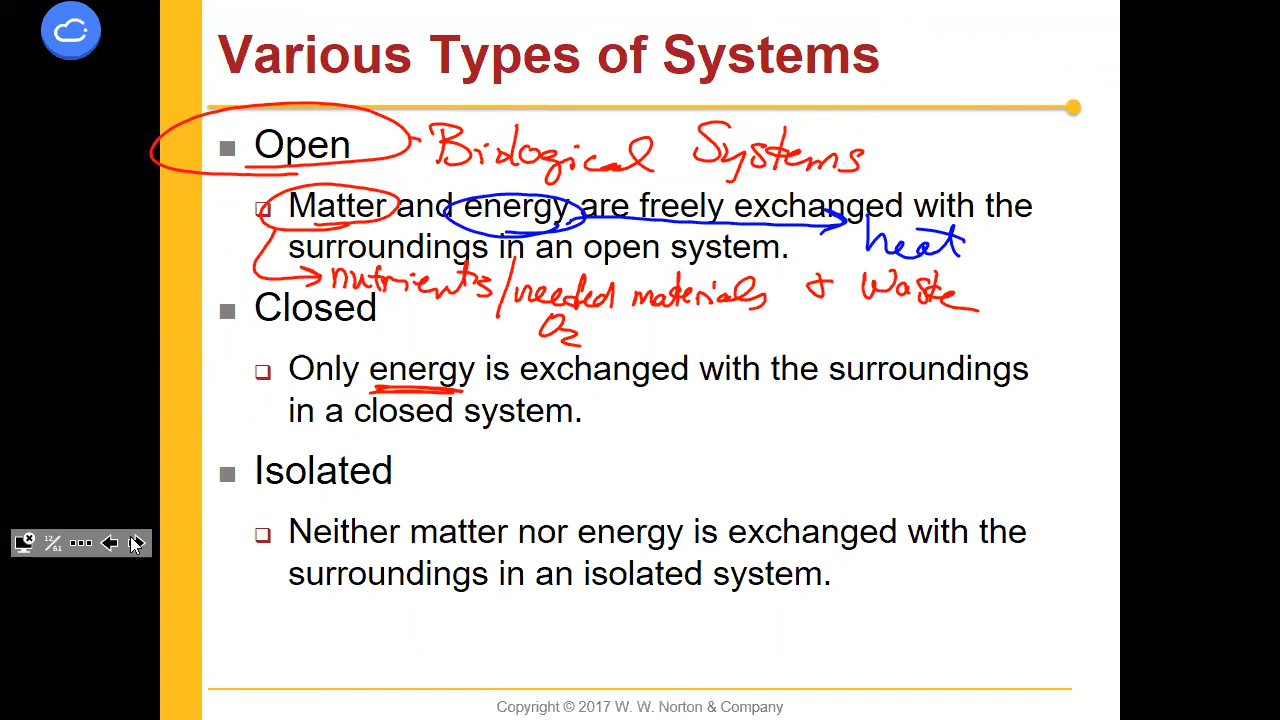 Various Types of Systems
Open - Biological Systems
Matter and energy are freely exchanged with the
surroundings in an open system. heat
nutrients/needed materials + Waste
O2
Closed
Only energy is exchanged with the surroundings
in a closed system.
Isolated
Neither matter nor energy is exchanged with the
surroundings in an isolated system.
12/61
Copyright © 2017 W. W. Norton & Company